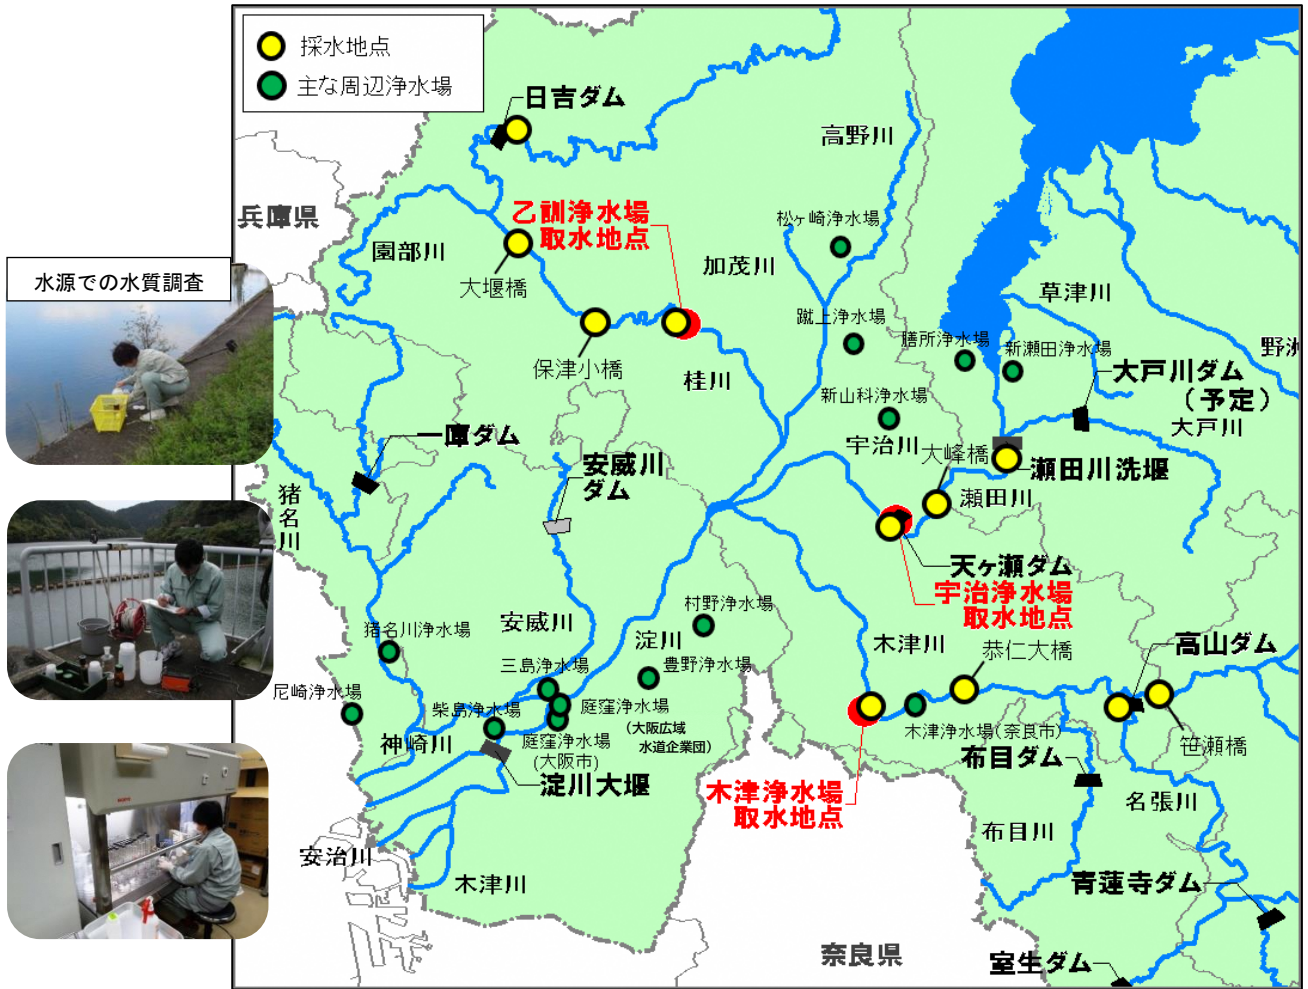 採水地点
主な周辺浄水場
日吉ダム
高野川
兵庫県
乙訓浄水場
取水地点
松ヶ崎浄水場
園部川
加茂川
大堰橋
水源での水質調査
草津川
蹴上浄水場
膳所浄水場
新瀬田浄水場
野洲
保津小橋
桂川
大戸川ダム
(予定)
新山科浄水場
大戸川
一庫ダム
宇治川
大峰橋
安威川
ダム
瀬田川洗堰
猪名川
瀬田川
天ヶ瀬ダム
宇治浄水場
取水地点
村野浄水場
安威川
淀川
猪名川浄水場
木津川
恭仁大橋
高山ダム
三島浄水場
豊野浄水場
尼崎浄水場
柴島浄水場
庭窪浄水場
(大阪広域
水道企業団)
神崎川
庭窪浄水場
(大阪市)
木津浄水場(奈良市)
笹瀬橋
布目ダム
淀川大堰
木津浄水場
取水地点
名張川
布目川
安治川
木津川
青蓮寺ダム
奈良県
室生ダム